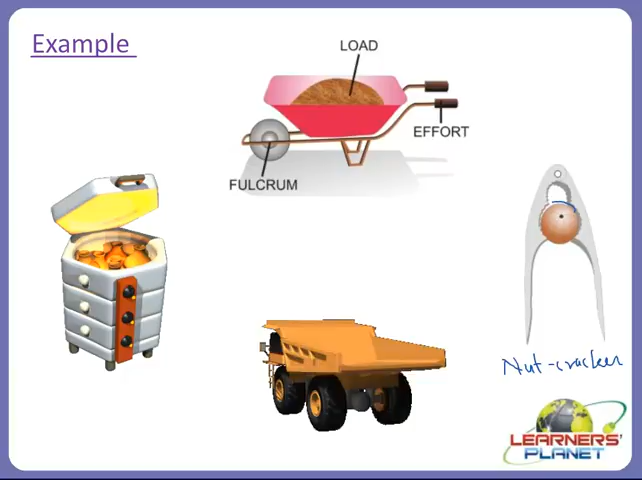 Example
LOAD
EFFORT
FULCRUM
Nut-cracker
LEARNERS'
PLANET